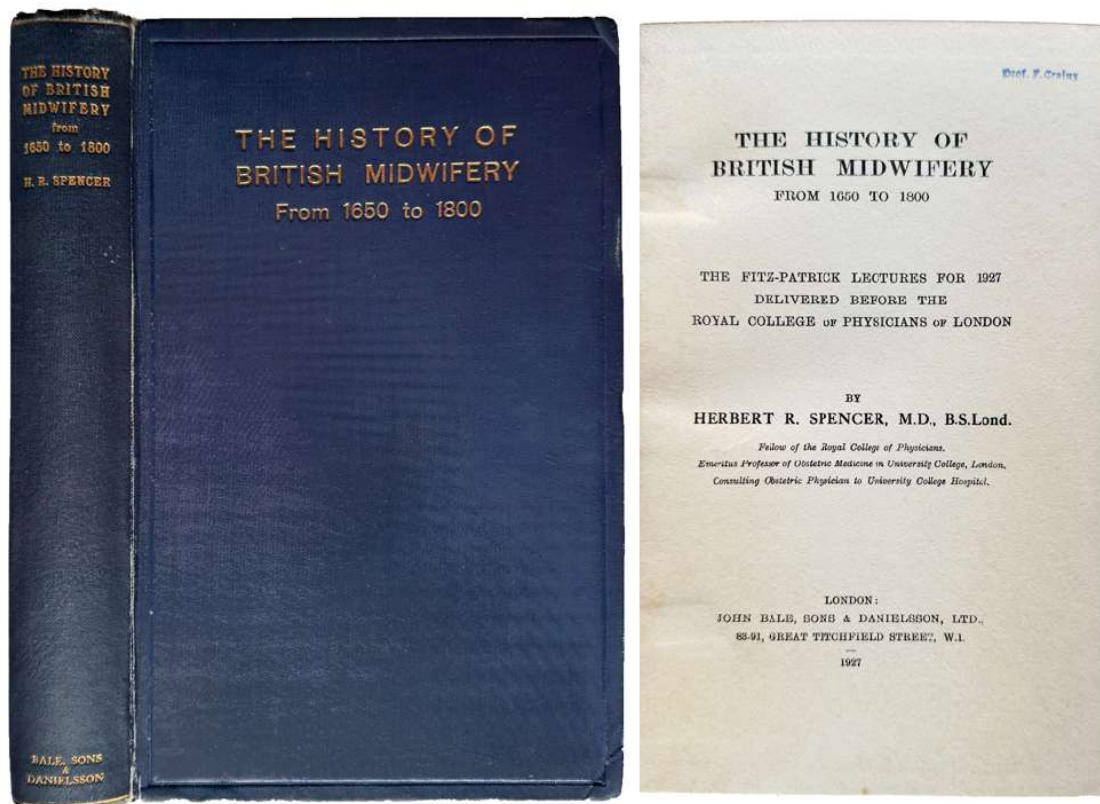 THE HISTORY
OF BRITISH
MIDWIFERY
from
1650 to 1800
H. R. SPENCER
BALE, SONS
&
DANIELSSON
THE HISTORY OF
BRITISH MIDWIFERY
From 1650 to 1800
Prof. F.
THE HISTORY OF
BRITISH MIDWIFERY
FROM 1650 TO 1800
THE FITZ-PATRICK LECTURES FOR 1927
DELIVERED BEFORE THE
ROYAL COLLEGE OF PHYSICIANS OF LONDON
BY
HERBERT R. SPENCER, M.D., B.S.Lond.
Fellow of the Royal College of Physicians.
Emeritus Professor of Obstetric Medicine in University College, London.
Consulting Obstetric Physician to University College Hospital.
LONDON:
JOHN BALE, SONS & DANIELSSON, LTD.,
83-91, GREAT TITCHFIELD STREET, W.1.
1927